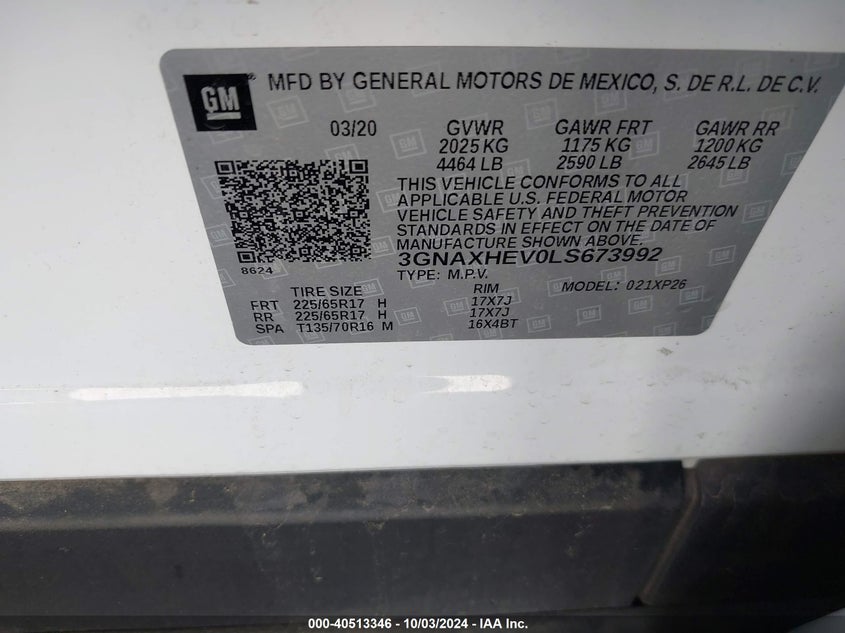 GM
MFD BY GENERAL MOTORS DE MEXICO, S. DE R.L. DE C.V.
03/20 GVWR GAWR FRT GAWR RR
2025 KG 1175 KG 1200 KG
4464 LB 2590 LB 2645 LB
THIS VEHICLE CONFORMS TO ALL
APPLICABLE U.S. FEDERAL MOTOR
VEHICLE SAFETY AND THEFT PREVENTION
STANDARDS IN EFFECT ON THE DATE OF
MANUFACTURE SHOWN ABOVE.
8624
3GNAXHEV0LS673992
TYPE: M.P.V.
TIRE SIZE RIM MODEL: 021XP26
FRT 225/65R17 H 17X7J
RR 225/65R17 H 17X7J
SPA T135/70R16 M 16X4BT
000-40513346 - 10/03/2024 - IAA Inc.